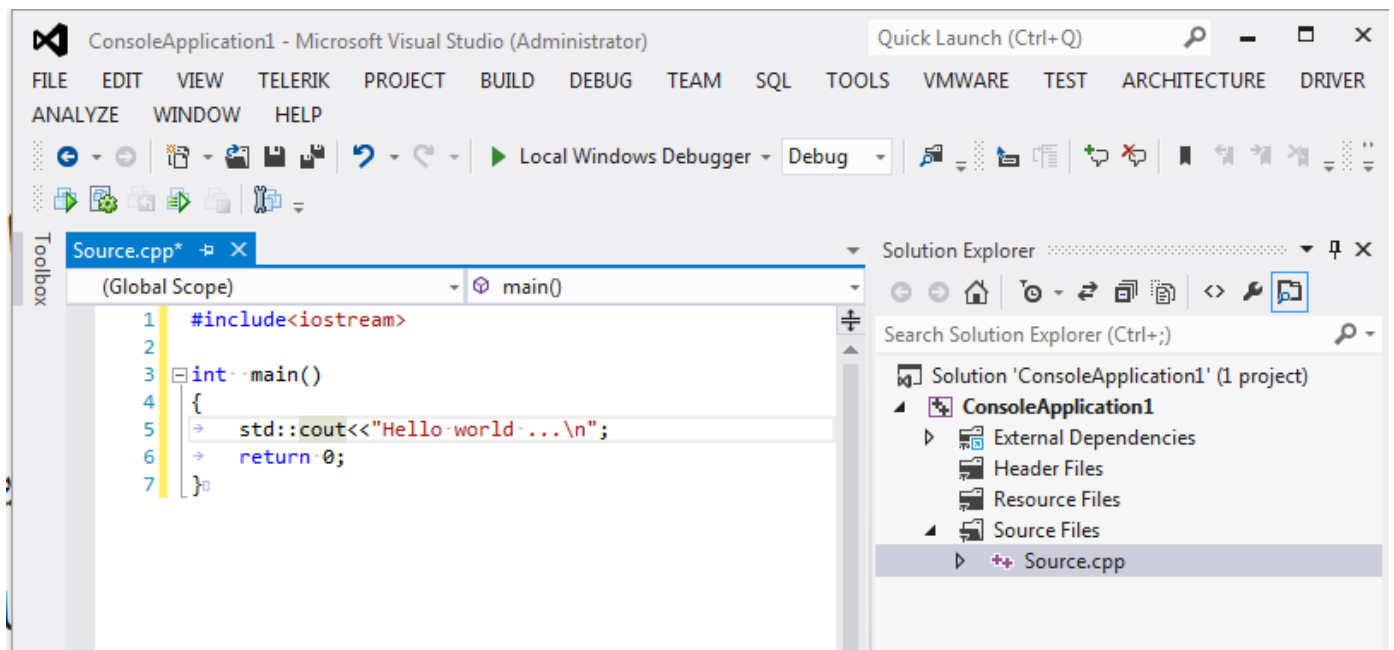 ConsoleApplication1 - Microsoft Visual Studio (Administrator)
Quick Launch (Ctrl+Q)
FILE EDIT VIEW TELERIK PROJECT BUILD DEBUG TEAM SQL TOOLS VMWARE TEST ARCHITECTURE DRIVER
ANALYZE WINDOW HELP
Local Windows Debugger Debug
Toolbox
Source.cpp*
(Global Scope) main()
1 #include<iostream>
2
3 int main()
4 {
5 std::cout<<"Hello world ...\n";
6 return 0;
7 }
Solution Explorer
Search Solution Explorer (Ctrl+;)
Solution 'ConsoleApplication1' (1 project)
ConsoleApplication1
External Dependencies
Header Files
Resource Files
Source Files
Source.cpp